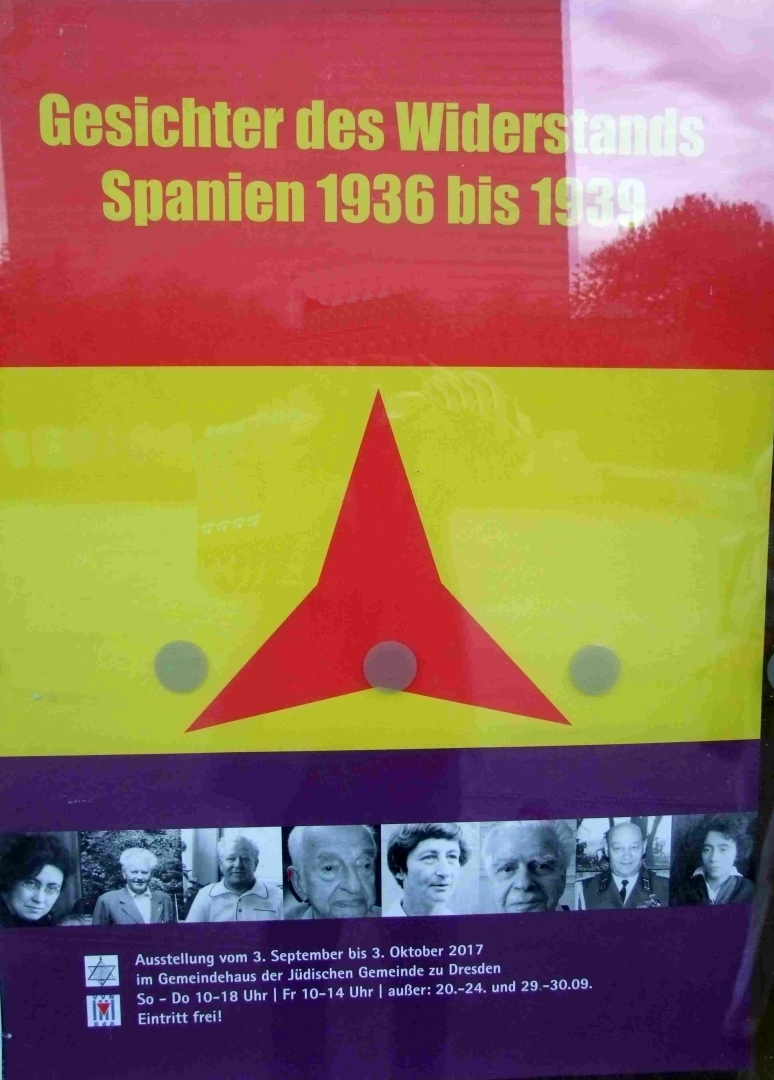 Gesichter des Widerstands
Spanien 1936 bis 1939
Ausstellung vom 3. September bis 3. Oktober 2017
im Gemeindehaus der Jüdischen Gemeinde zu Dresden
So - Do 10-18 Uhr | Fr 10-14 Uhr | außer: 20.-24. und 29.-30.09.
Eintritt frei!